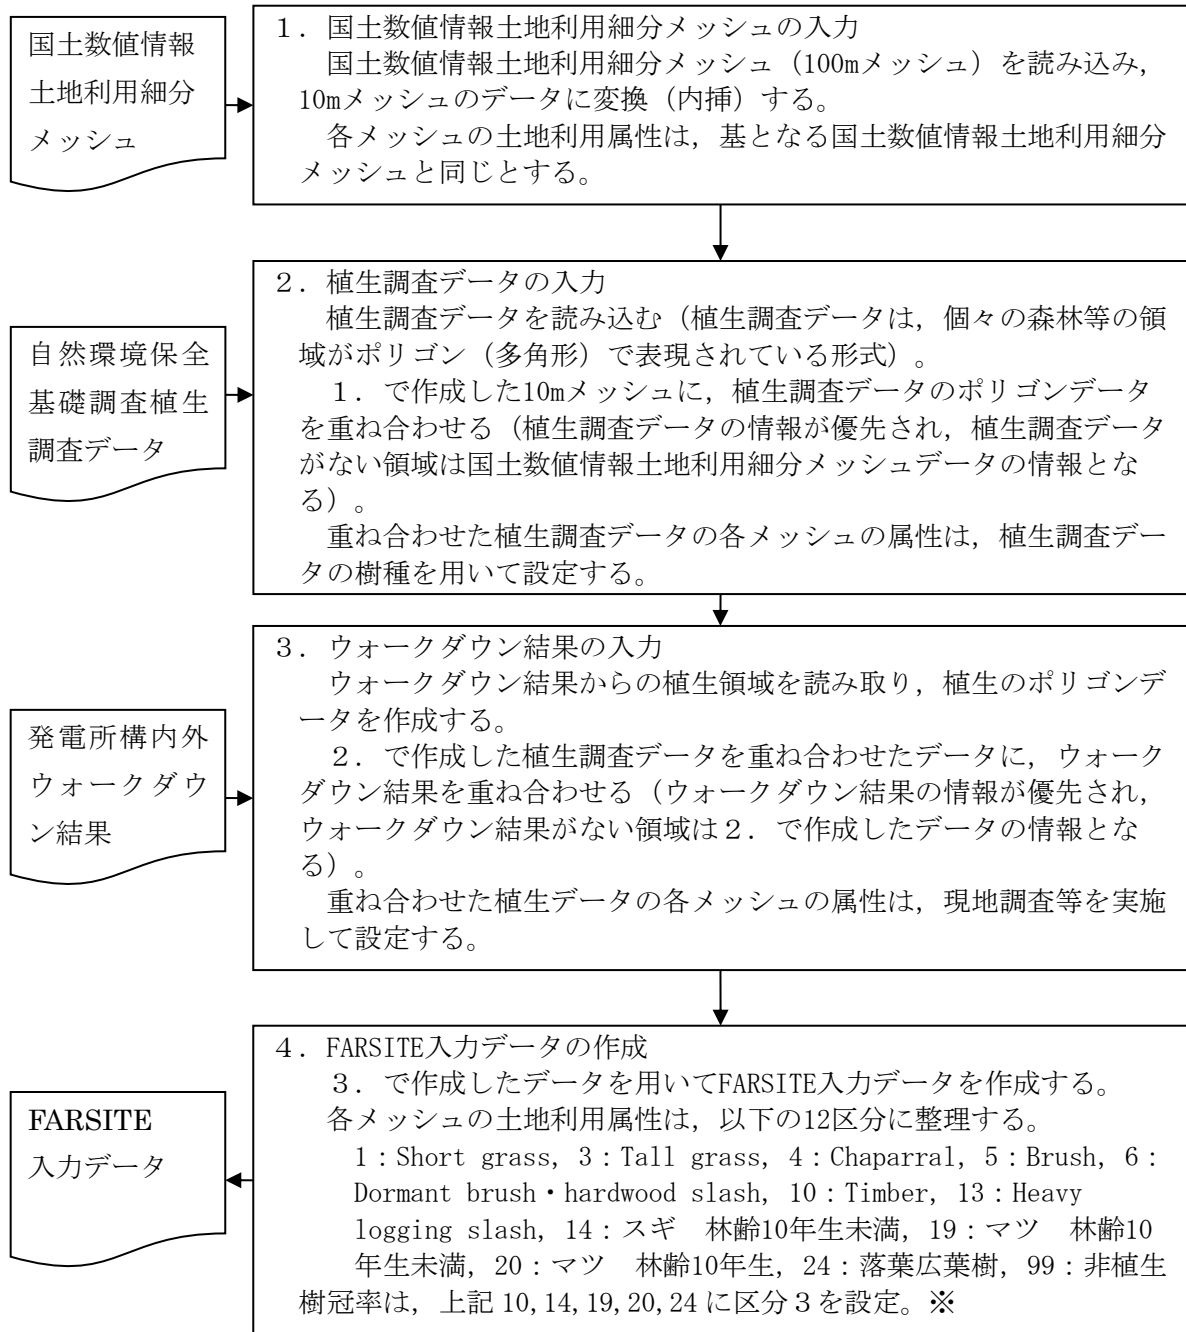 国土数値情報
土地利用細分
メッシュ
１．国土数値情報土地利用細分メッシュの入力
国土数値情報土地利用細分メッシュ（100mメッシュ）を読み込み，
10mメッシュのデータに変換（内挿）する。
各メッシュの土地利用属性は，基となる国土数値情報土地利用細分
メッシュと同じとする。
自然環境保全
基礎調査植生
調査データ
２．植生調査データの入力
植生調査データを読み込む（植生調査データは，個々の森林等の領
域がポリゴン（多角形）で表現されている形式）。
１．で作成した10mメッシュに，植生調査データのポリゴンデータ
を重ね合わせる（植生調査データの情報が優先され，植生調査データ
がない領域は国土数値情報土地利用細分メッシュデータの情報とな
る）。
重ね合わせた植生調査データの各メッシュの属性は，植生調査デー
タの樹種を用いて設定する。
発電所構内外
ウォークダウ
ン結果
３．ウォークダウン結果の入力
ウォークダウン結果からの植生領域を読み取り，植生のポリゴンデ
ータを作成する。
２．で作成した植生調査データを重ね合わせたデータに，ウォーク
ダウン結果を重ね合わせる（ウォークダウン結果の情報が優先され，
ウォークダウン結果がない領域は２．で作成したデータの情報とな
る）。
重ね合わせた植生データの各メッシュの属性は，現地調査等を実施
して設定する。
FARSITE
入力データ
４．FARSITE入力データの作成
３．で作成したデータを用いてFARSITE入力データを作成する。
各メッシュの土地利用属性は，以下の12区分に整理する。
1：Short grass, 3：Tall grass, 4：Chaparral, 5：Brush, 6：
Dormant brush・hardwood slash, 10：Timber, 13：Heavy
logging slash, 14：スギ　林齢10年生未満, 19：マツ　林齢10
年生未満, 20：マツ　林齢10年生, 24：落葉広葉樹, 99：非植生
樹冠率は，上記 10,14,19,20,24 に区分３を設定。※